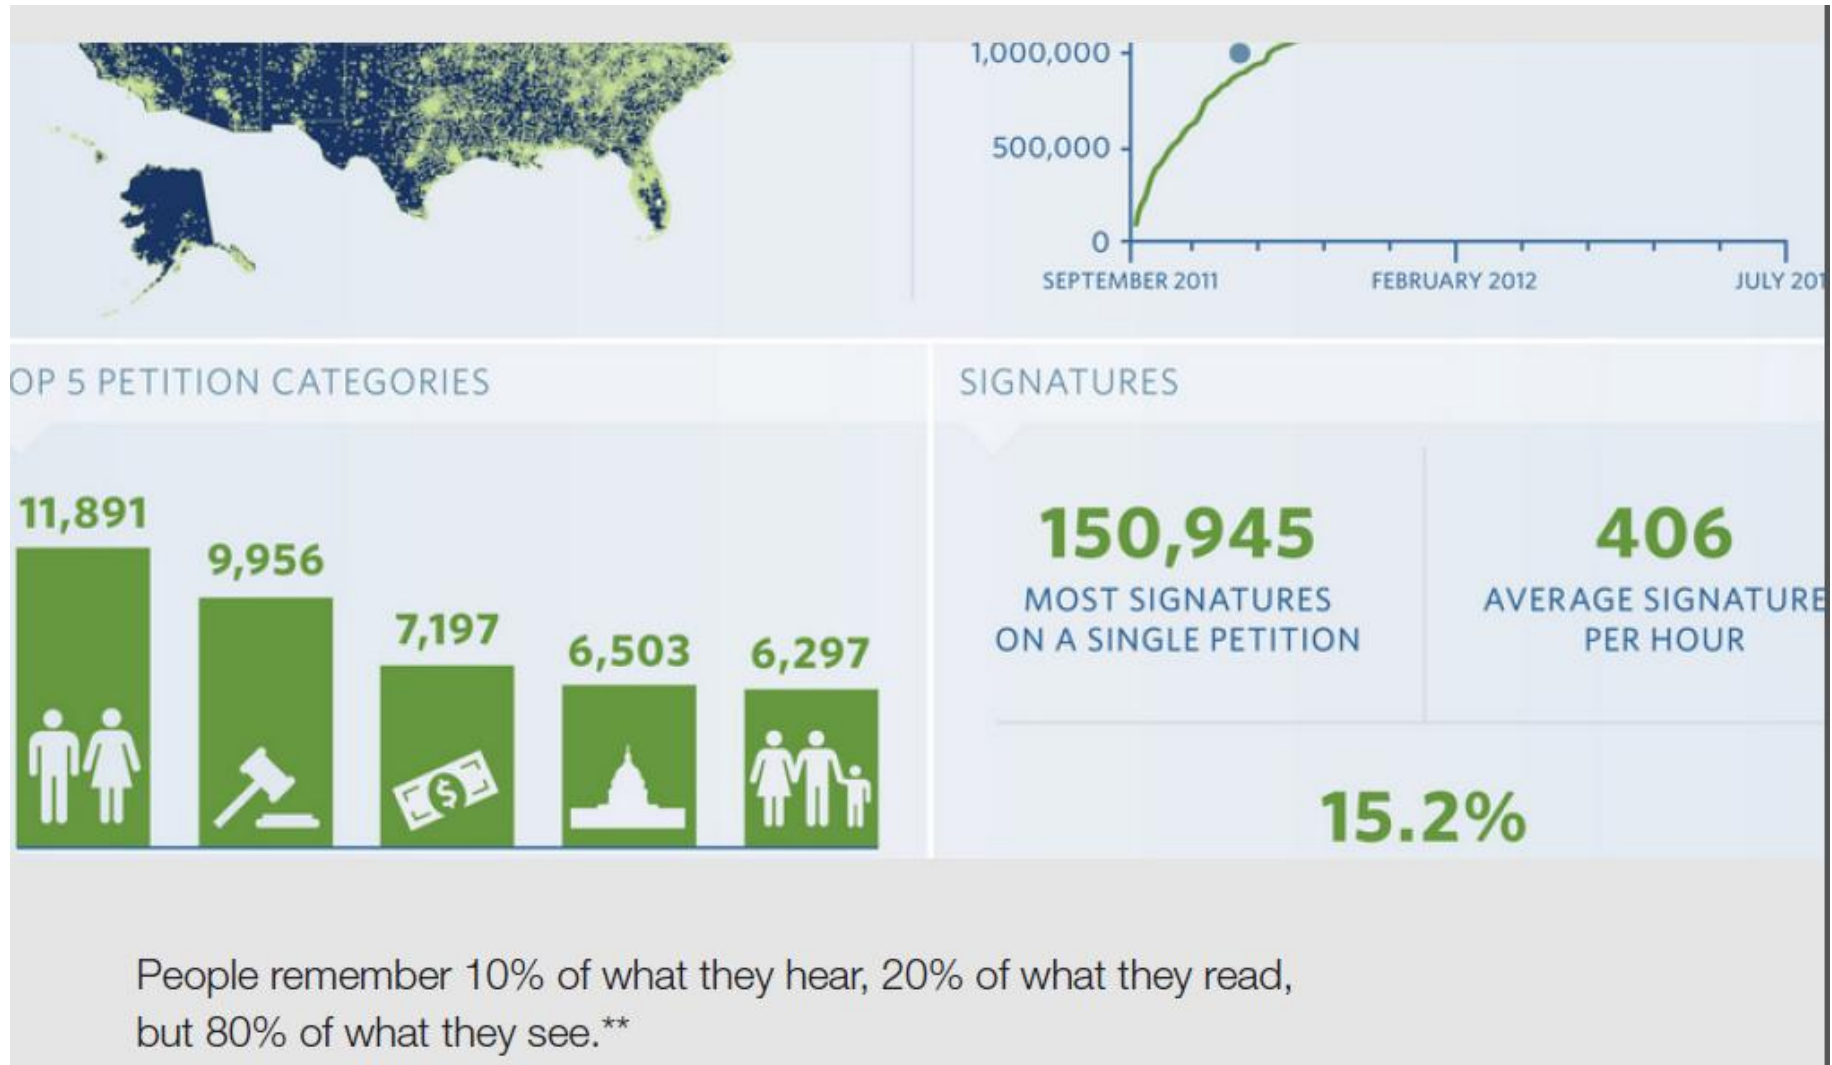 1,000,000
500,000
0
SEPTEMBER 2011 FEBRUARY 2012 JULY 201
OP 5 PETITION CATEGORIES
11,891
9,956
7,197
6,503
6,297
$
SIGNATURES
150,945
MOST SIGNATURES
ON A SINGLE PETITION
406
AVERAGE SIGNATURE
PER HOUR
15.2%
People remember 10% of what they hear, 20% of what they read,
but 80% of what they see.**